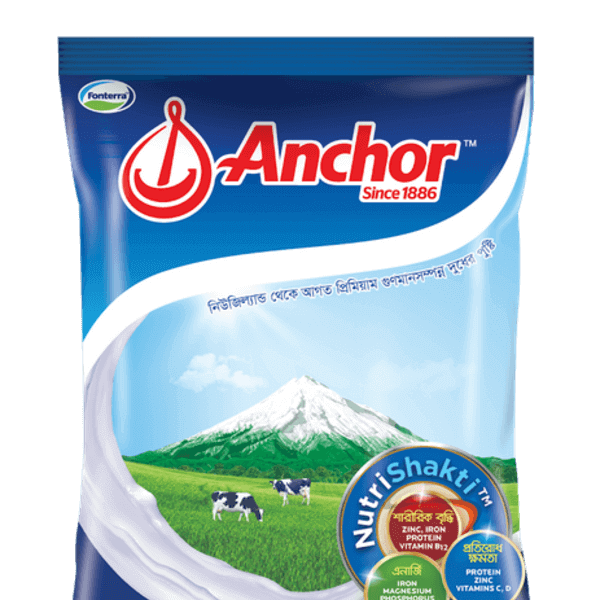 Fonterra
Anchor™
Since 1886
নিউজিল্যান্ড থেকে আগত প্রিমিয়াম গুণমানসম্পন্ন দুধের পুষ্টি
NutriShakti™
শারীরিক বৃদ্ধি
ZINC, IRON
PROTEIN
VITAMIN B12
প্রতিরোধ
ক্ষমতা
PROTEIN
ZINC
VITAMINS C, D
এনার্জি
IRON
MAGNESIUM
PHOSPHORUS